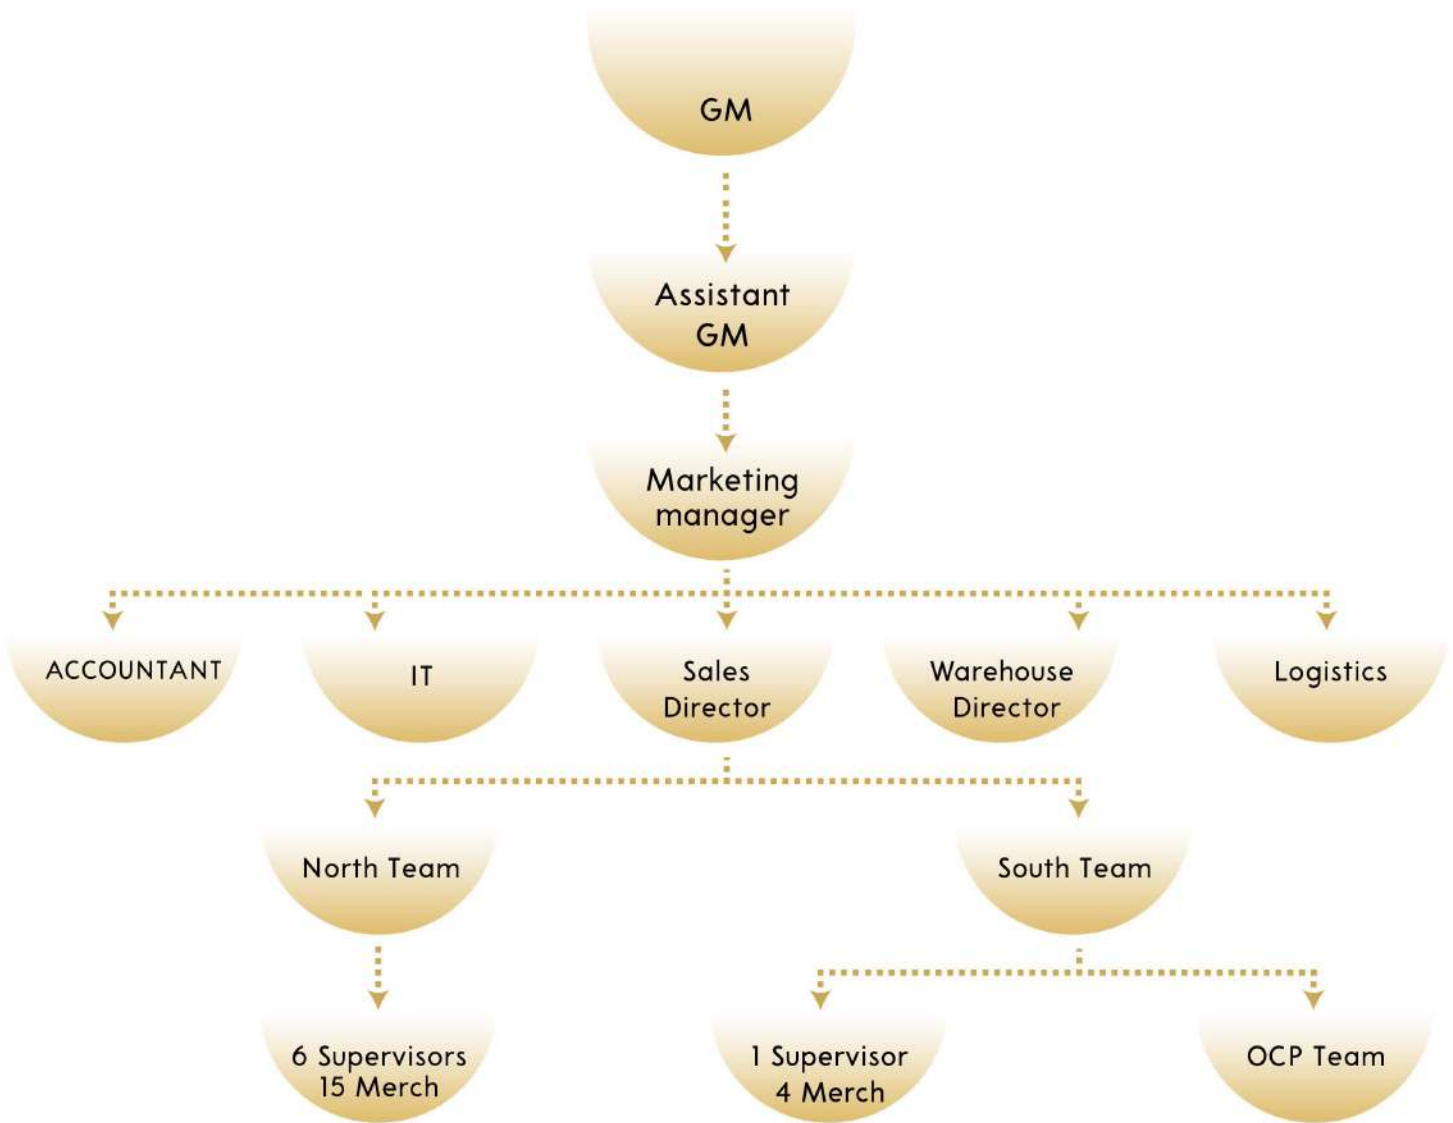 GM
Assistant
GM
Marketing
manager
ACCOUNTANT
IT
Sales
Director
Warehouse
Director
Logistics
North Team
South Team
6 Supervisors
15 Merch
1 Supervisor
4 Merch
OCP Team